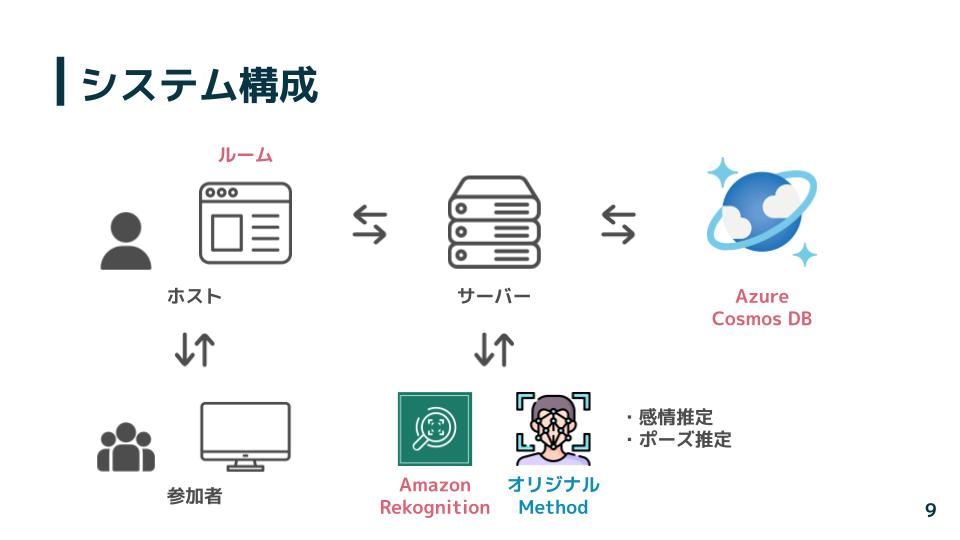 システム構成
ルーム
ホスト
サーバー
Azure
Cosmos DB
・感情推定
・ポーズ推定
参加者
Amazon
Rekognition
オリジナル
Method
9